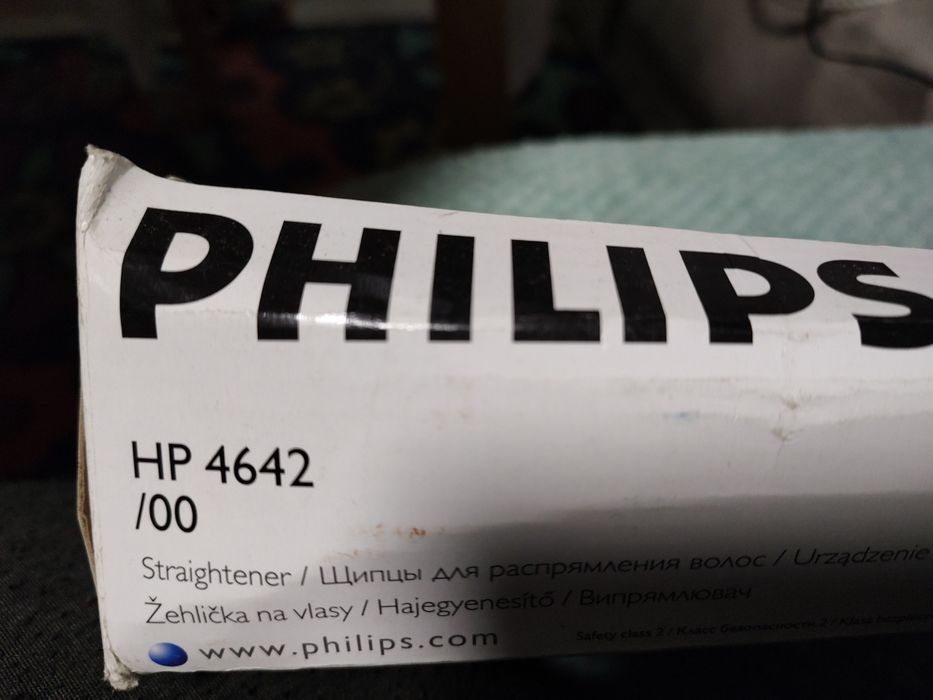 PHILIPS
HP 4642
/00
Straightener / Щипцы для распрямления волос / Urządzenie
Žehlička na vlasy / Hajegyenesítő / Випрямлювач
www.philips.com
Safety class 2 / Класс безопасности 2 / Klasa